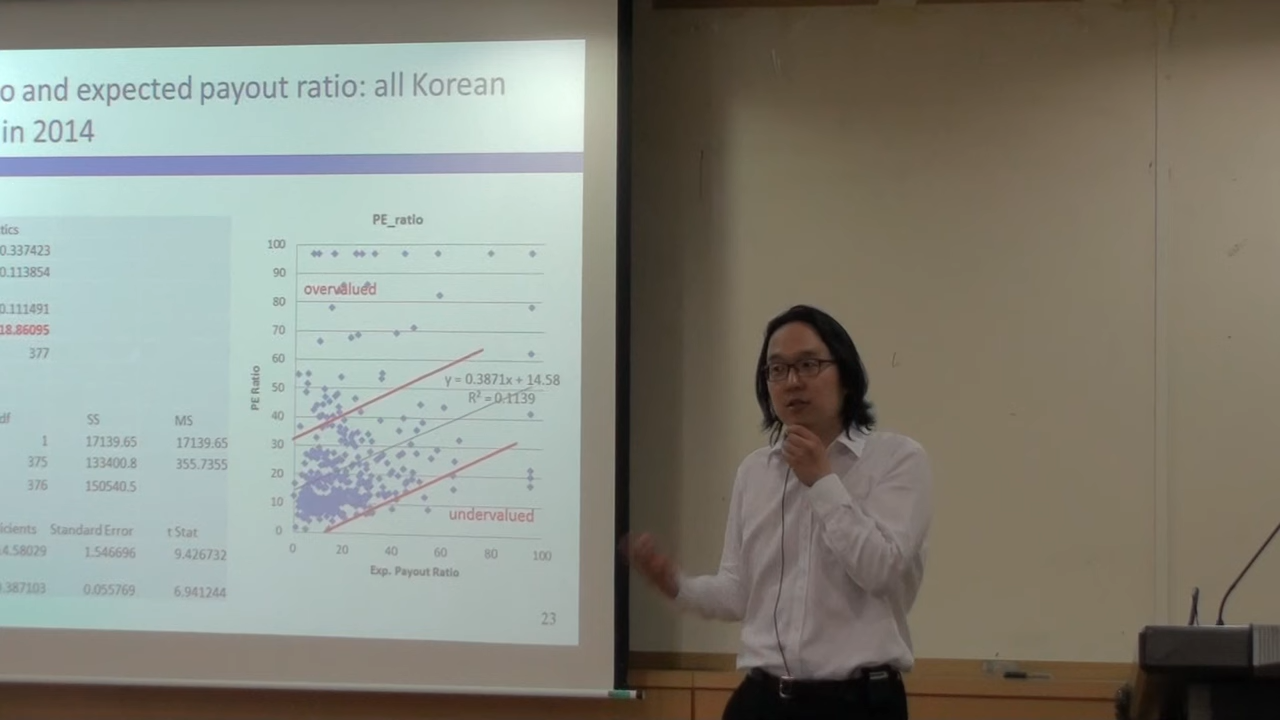 o and expected payout ratio: all Korean
in 2014
tics
0.337423
0.113854
0.111491
18.86095
377
df SS MS
1 17139.65 17139.65
375 133400.8 355.7355
376 150540.5
icients Standard Error t Stat
4.58029 1.546696 9.426732
.387103 0.055769 6.941244
PE_ratio
PE Ratio
100
90
80
70
60
50
40
30
20
10
0
overvalued
y = 0.3871x + 14.58
R² = 0.1139
undervalued
0 20 40 60 80 100
Exp. Payout Ratio
23